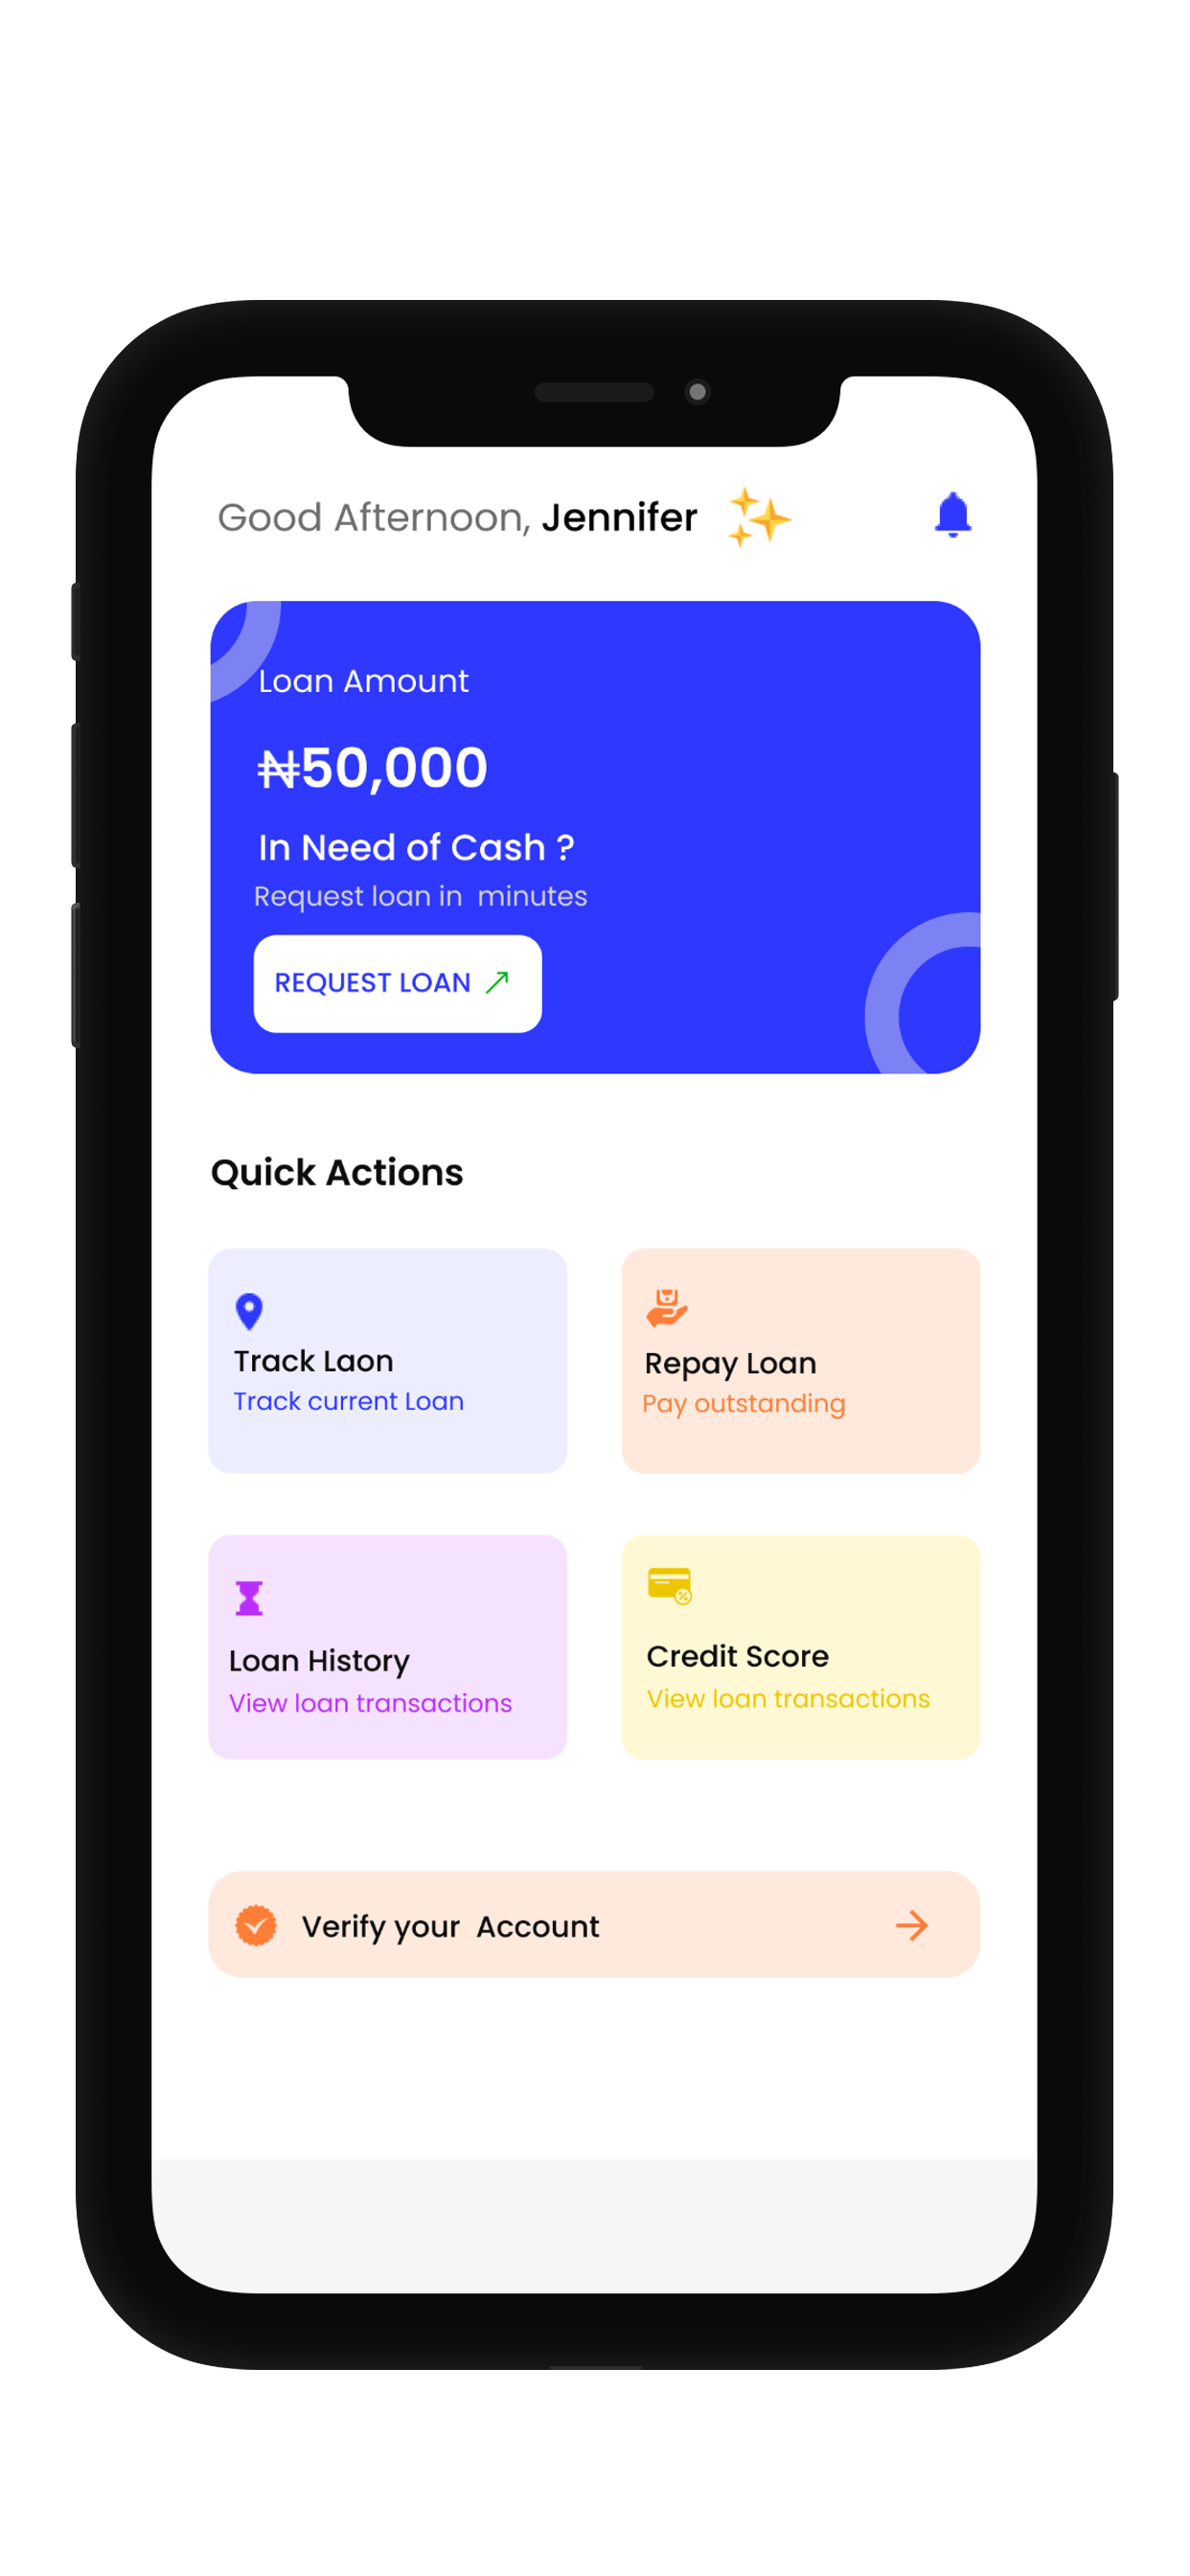 Good Afternoon, Jennifer
Loan Amount
₦50,000
In Need of Cash ?
Request loan in minutes
REQUEST LOAN
Quick Actions
Track Laon
Track current Loan
Repay Loan
Pay outstanding
Loan History
View loan transactions
Credit Score
View loan transactions
Verify your Account